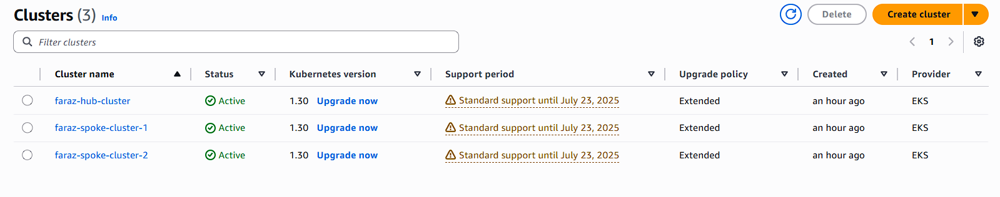 Clusters (3) Info Delete Create cluster
Filter clusters 1
Cluster name Status Kubernetes version Support period Upgrade policy Created Provider
faraz-hub-cluster Active 1.30 Upgrade now Standard support until July 23, 2025 Extended an hour ago EKS
faraz-spoke-cluster-1 Active 1.30 Upgrade now Standard support until July 23, 2025 Extended an hour ago EKS
faraz-spoke-cluster-2 Active 1.30 Upgrade now Standard support until July 23, 2025 Extended an hour ago EKS